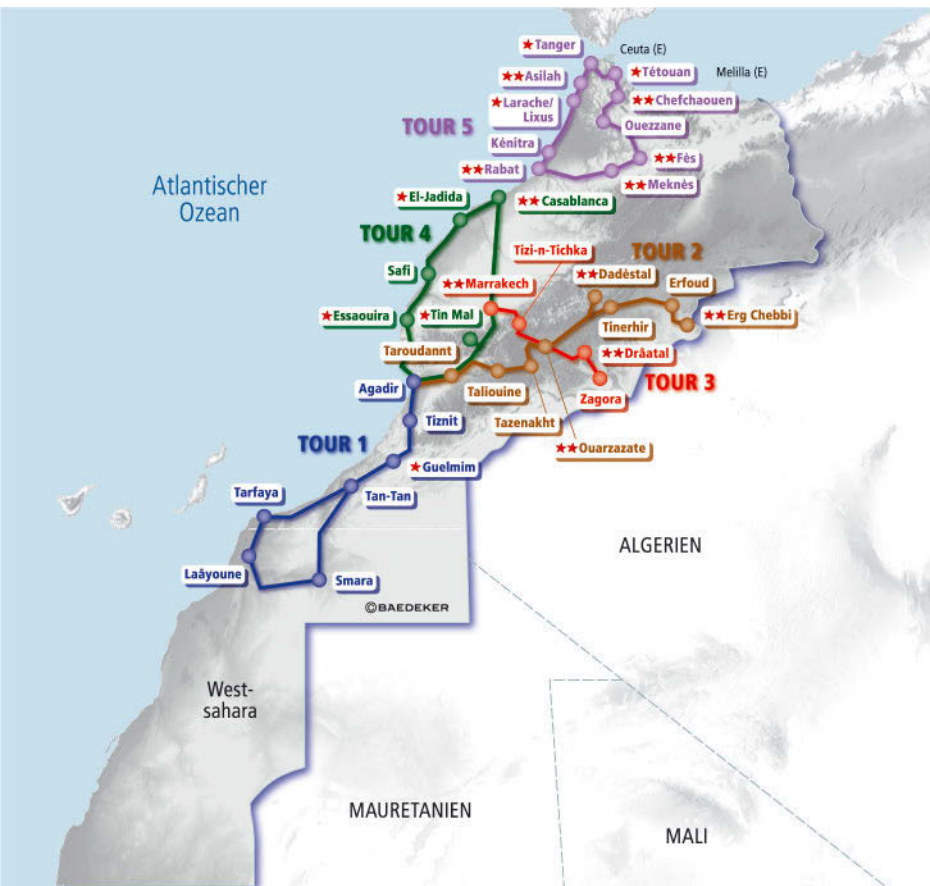 ★Tanger
Ceuta (E)
★★Asilah
★Tétouan
Melilla (E)
★Larache/
Lixus
★★Chefchaouen
TOUR 5
Ouezzane
Kénitra
★★Fès
★★Rabat
★★Meknès
Atlantischer
Ozean
★El-Jadida
★★Casablanca
TOUR 4
Tizi-n-Tichka
TOUR 2
Safi
★★Marrakech
★★Dadèstal
Erfoud
★Essaouira
★Tin Mal
★★Erg Chebbi
Tinerhir
Taroudannt
★★Drâatal
TOUR 3
Agadir
Taliouine
Zagora
Tiznit
Tazenakht
TOUR 1
★★Ouarzazate
★Guelmim
Tarfaya
Tan-Tan
ALGERIEN
Laâyoune
Smara
©BAEDEKER
West-
sahara
MAURETANIEN
MALI